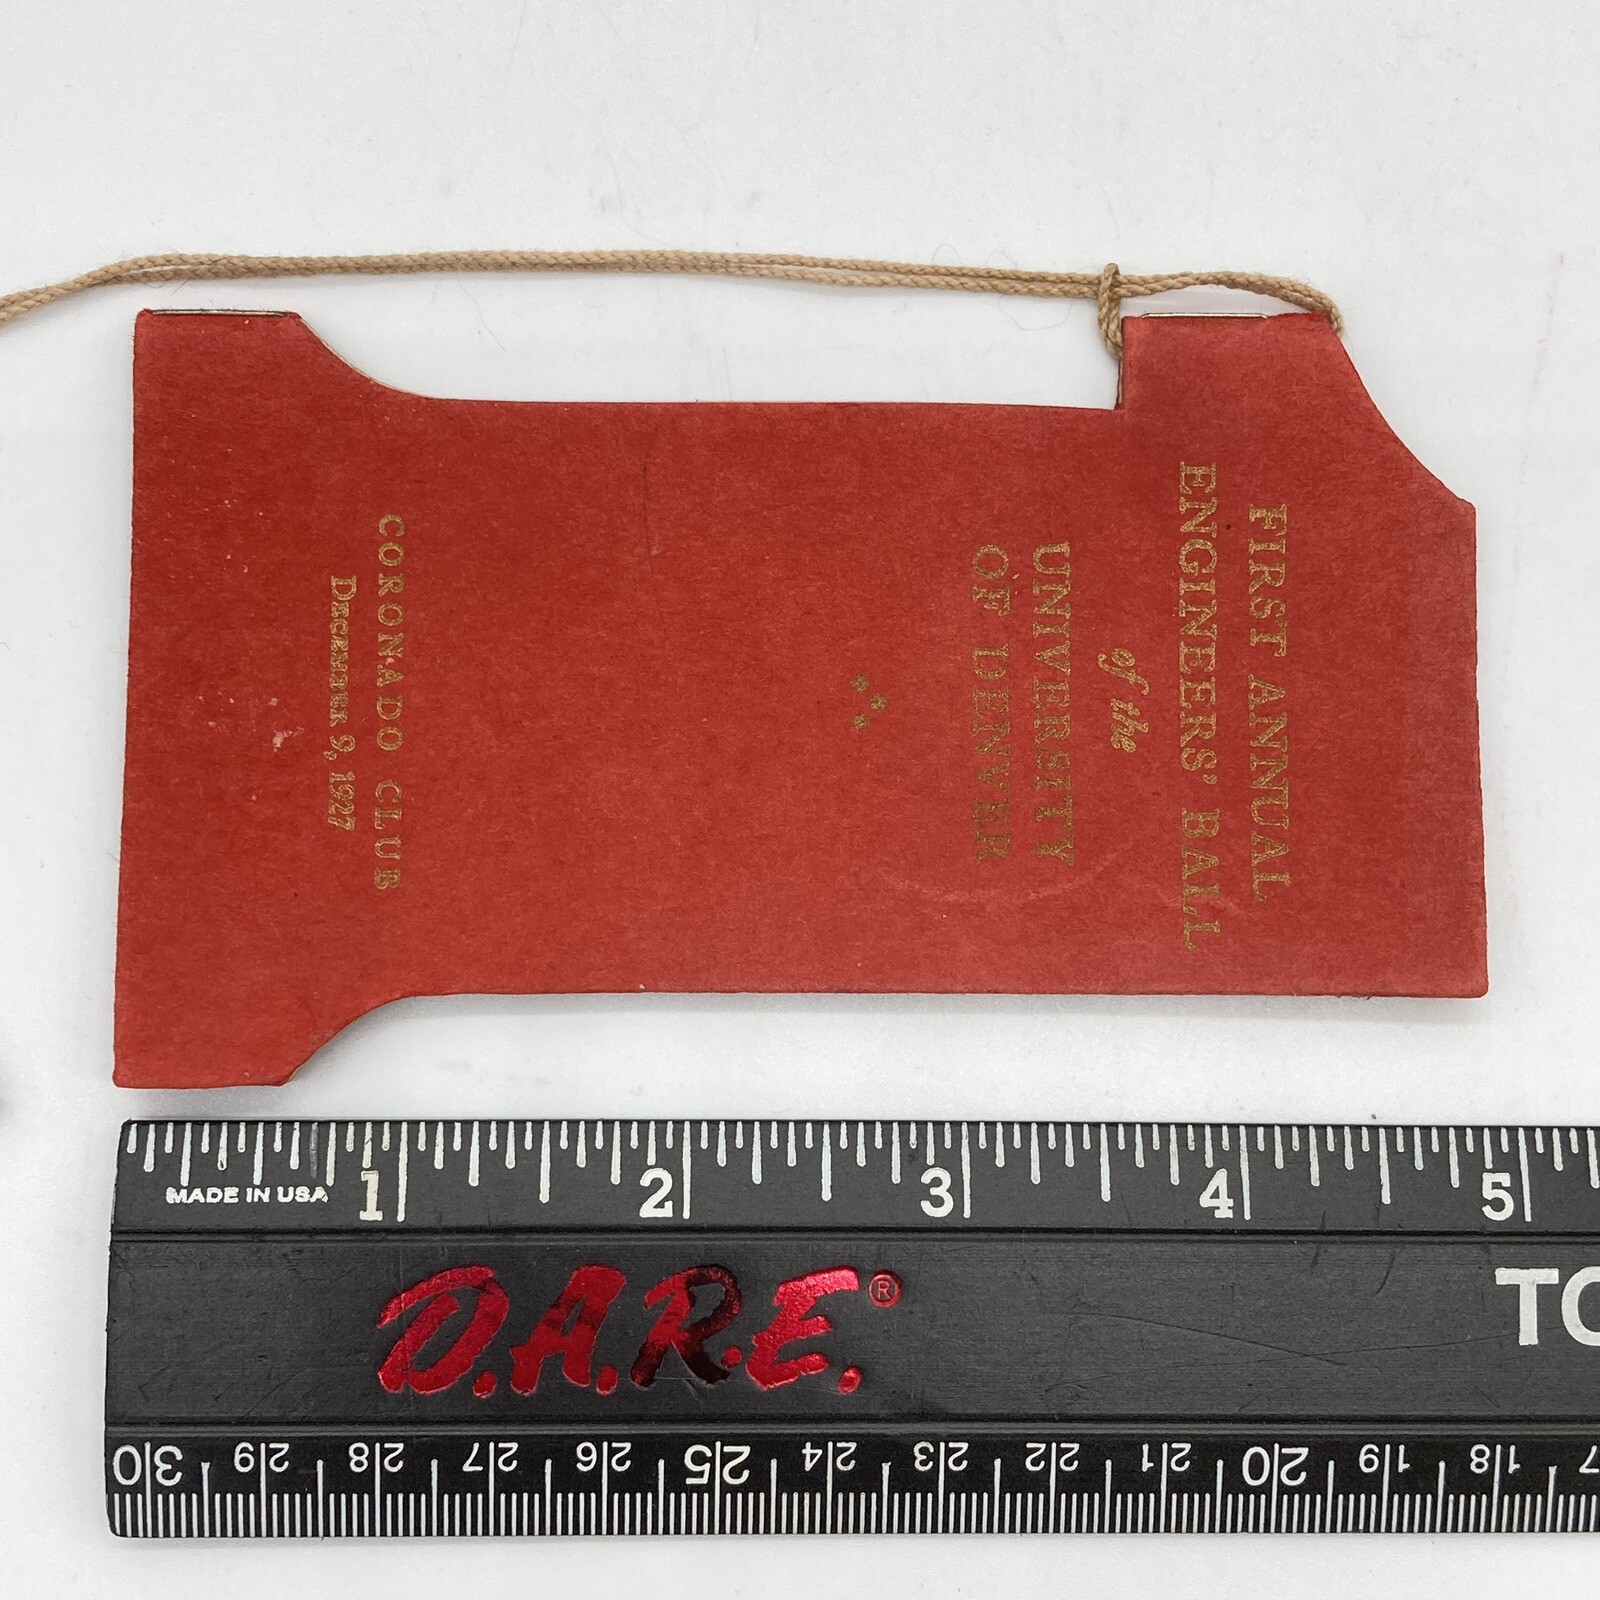 FIRST ANNUAL
ENGINEERS' BALL
of the
UNIVERSITY
OF DENVER
CORONADO CLUB
DECEMBER 9, 1927
1 2 3 4 5
MADE IN USA
D.A.R.E.®
TO
30 29 28 27 26 25 24 23 22 21 20 19 18 7